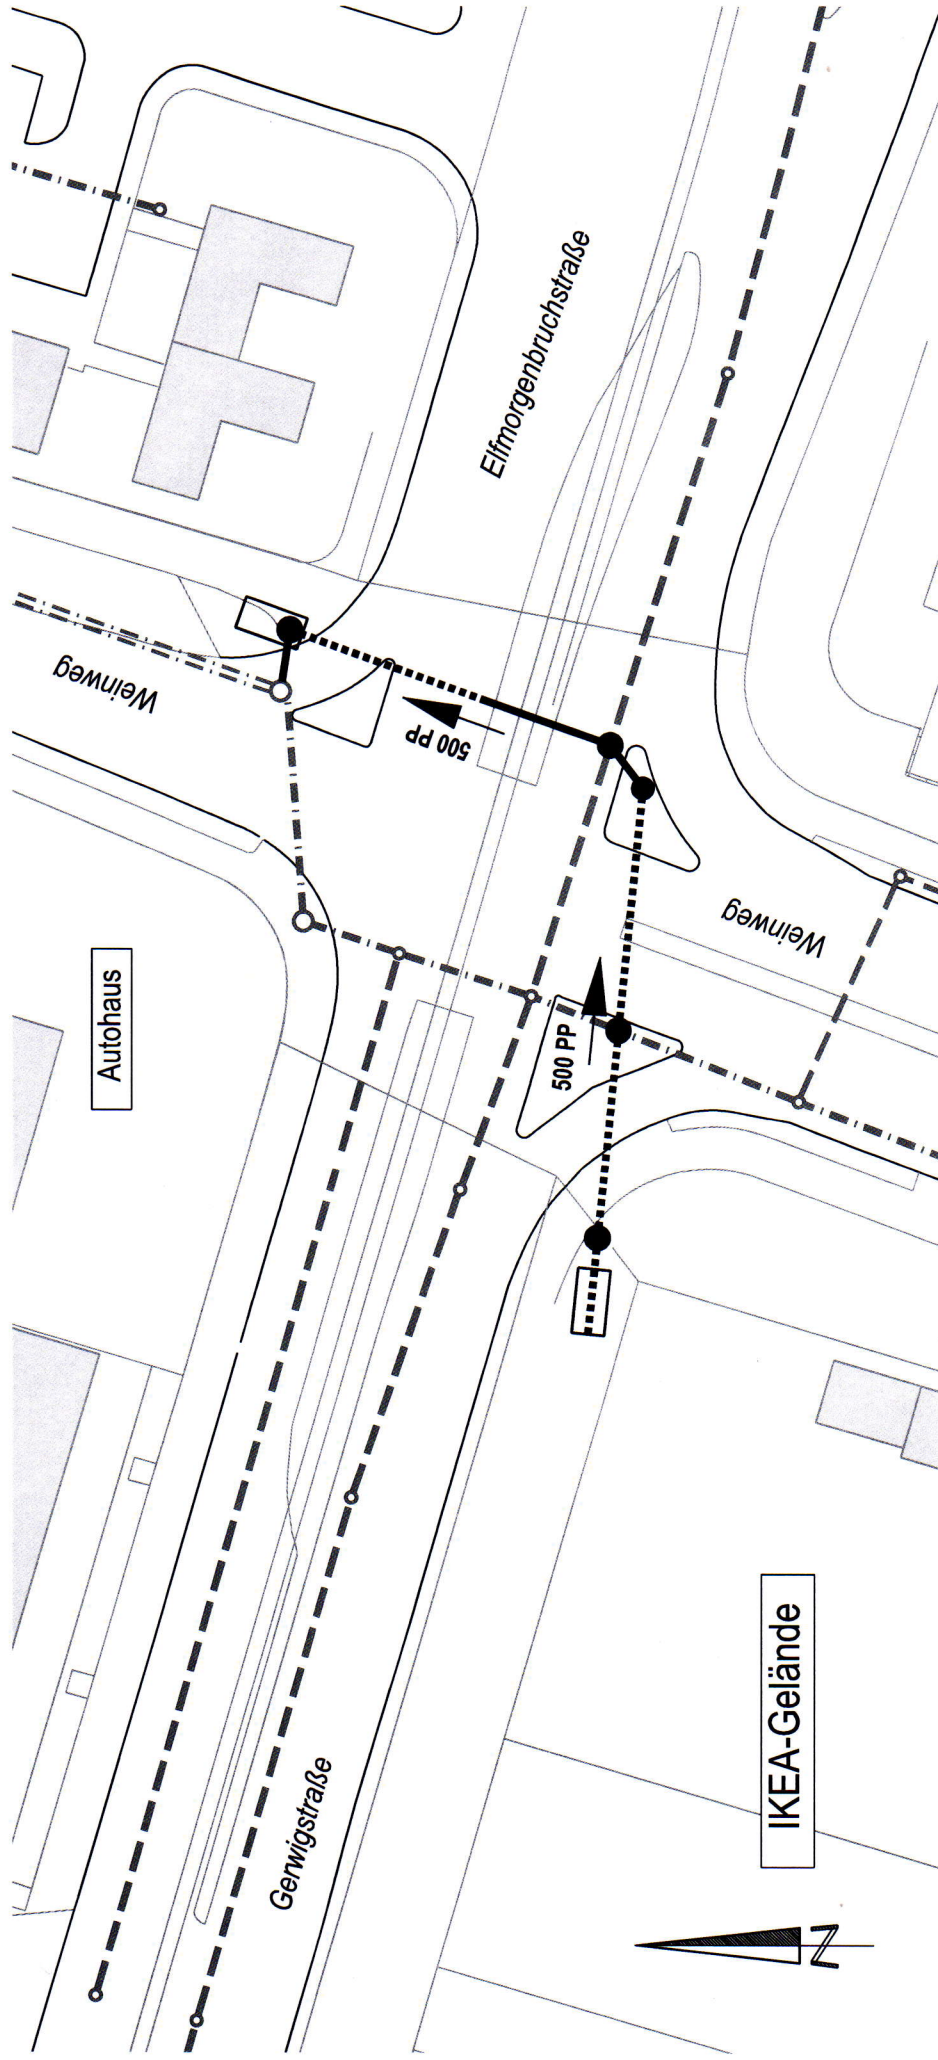 Elfmorgenbruchstraße
Weinweg
500 PP
Autohaus
Weinweg
500 PP
Gerwigstraße
IKEA-Gelände
N